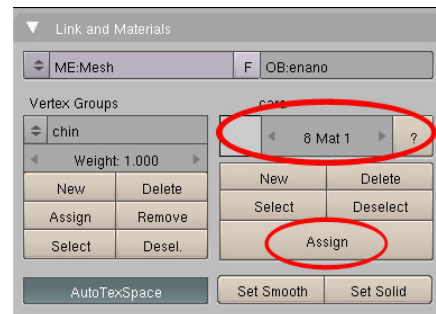 Link and Materials
ME:Mesh F OB:enano
Vertex Groups cara
chin
8 Mat 1 ?
Weight: 1.000
New Delete New Delete
Assign Remove Select Deselect
Select Desel. Assign
AutoTexSpace Set Smooth Set Solid